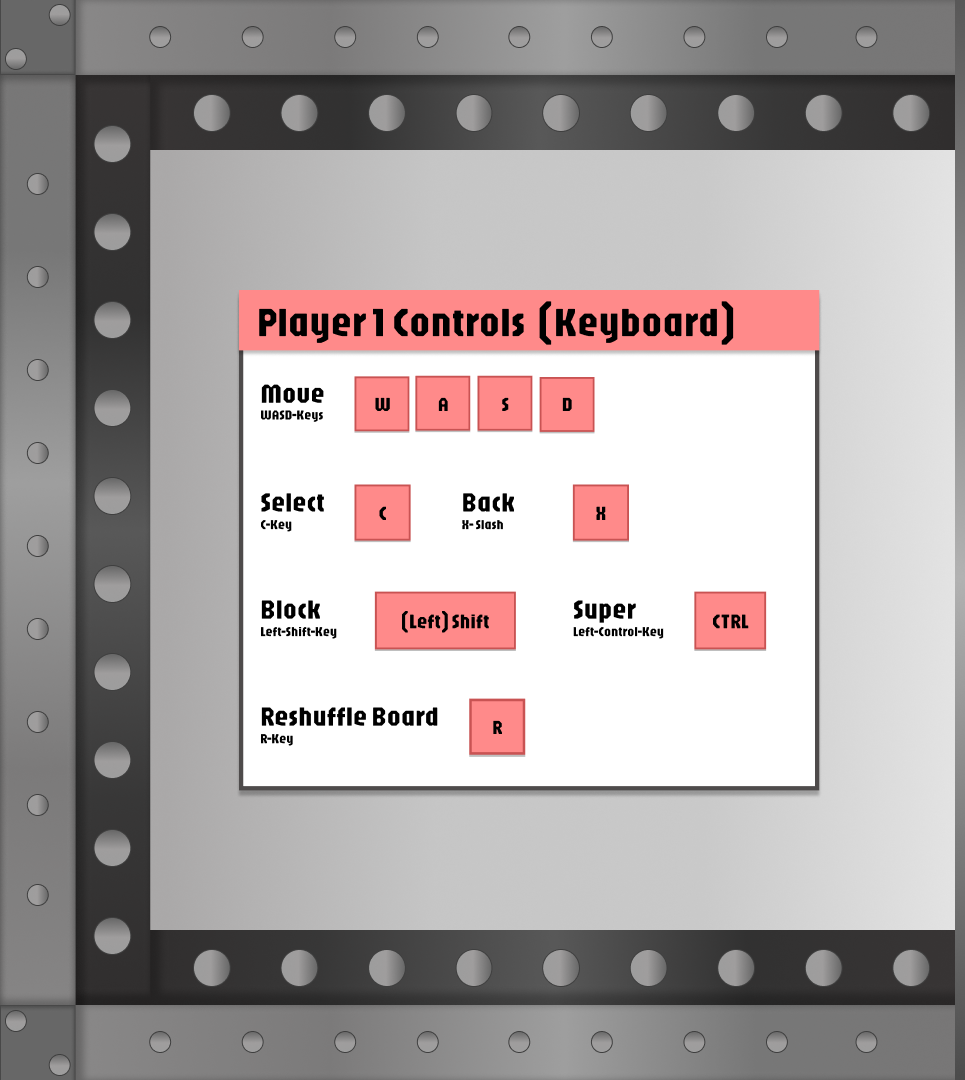 Player 1 Controls (Keyboard)
Move
WASD-Keys
W A S D
Select
C-Key
C
Back
X-Slash
X
Block
Left-Shift-Key
(Left) Shift
Super
Left-Control-Key
CTRL
Reshuffle Board
R-Key
R